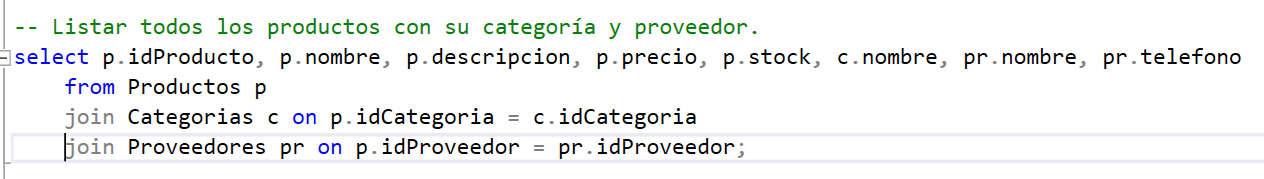 -- Listar todos los productos con su categoría y proveedor.
select p.idProducto, p.nombre, p.descripcion, p.precio, p.stock, c.nombre, pr.nombre, pr.telefono
from Productos p
join Categorias c on p.idCategoria = c.idCategoria
join Proveedores pr on p.idProveedor = pr.idProveedor;